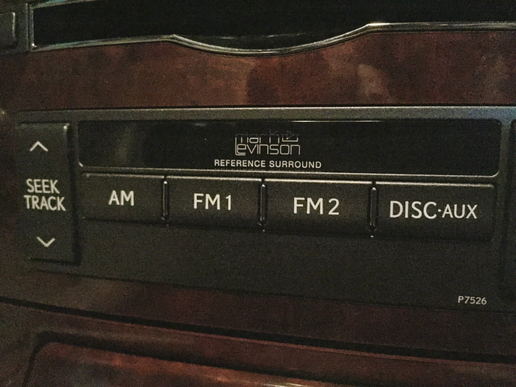 mark
levinson
REFERENCE SURROUND
SEEK
TRACK
AM
FM1
FM2
DISC·AUX
P7526